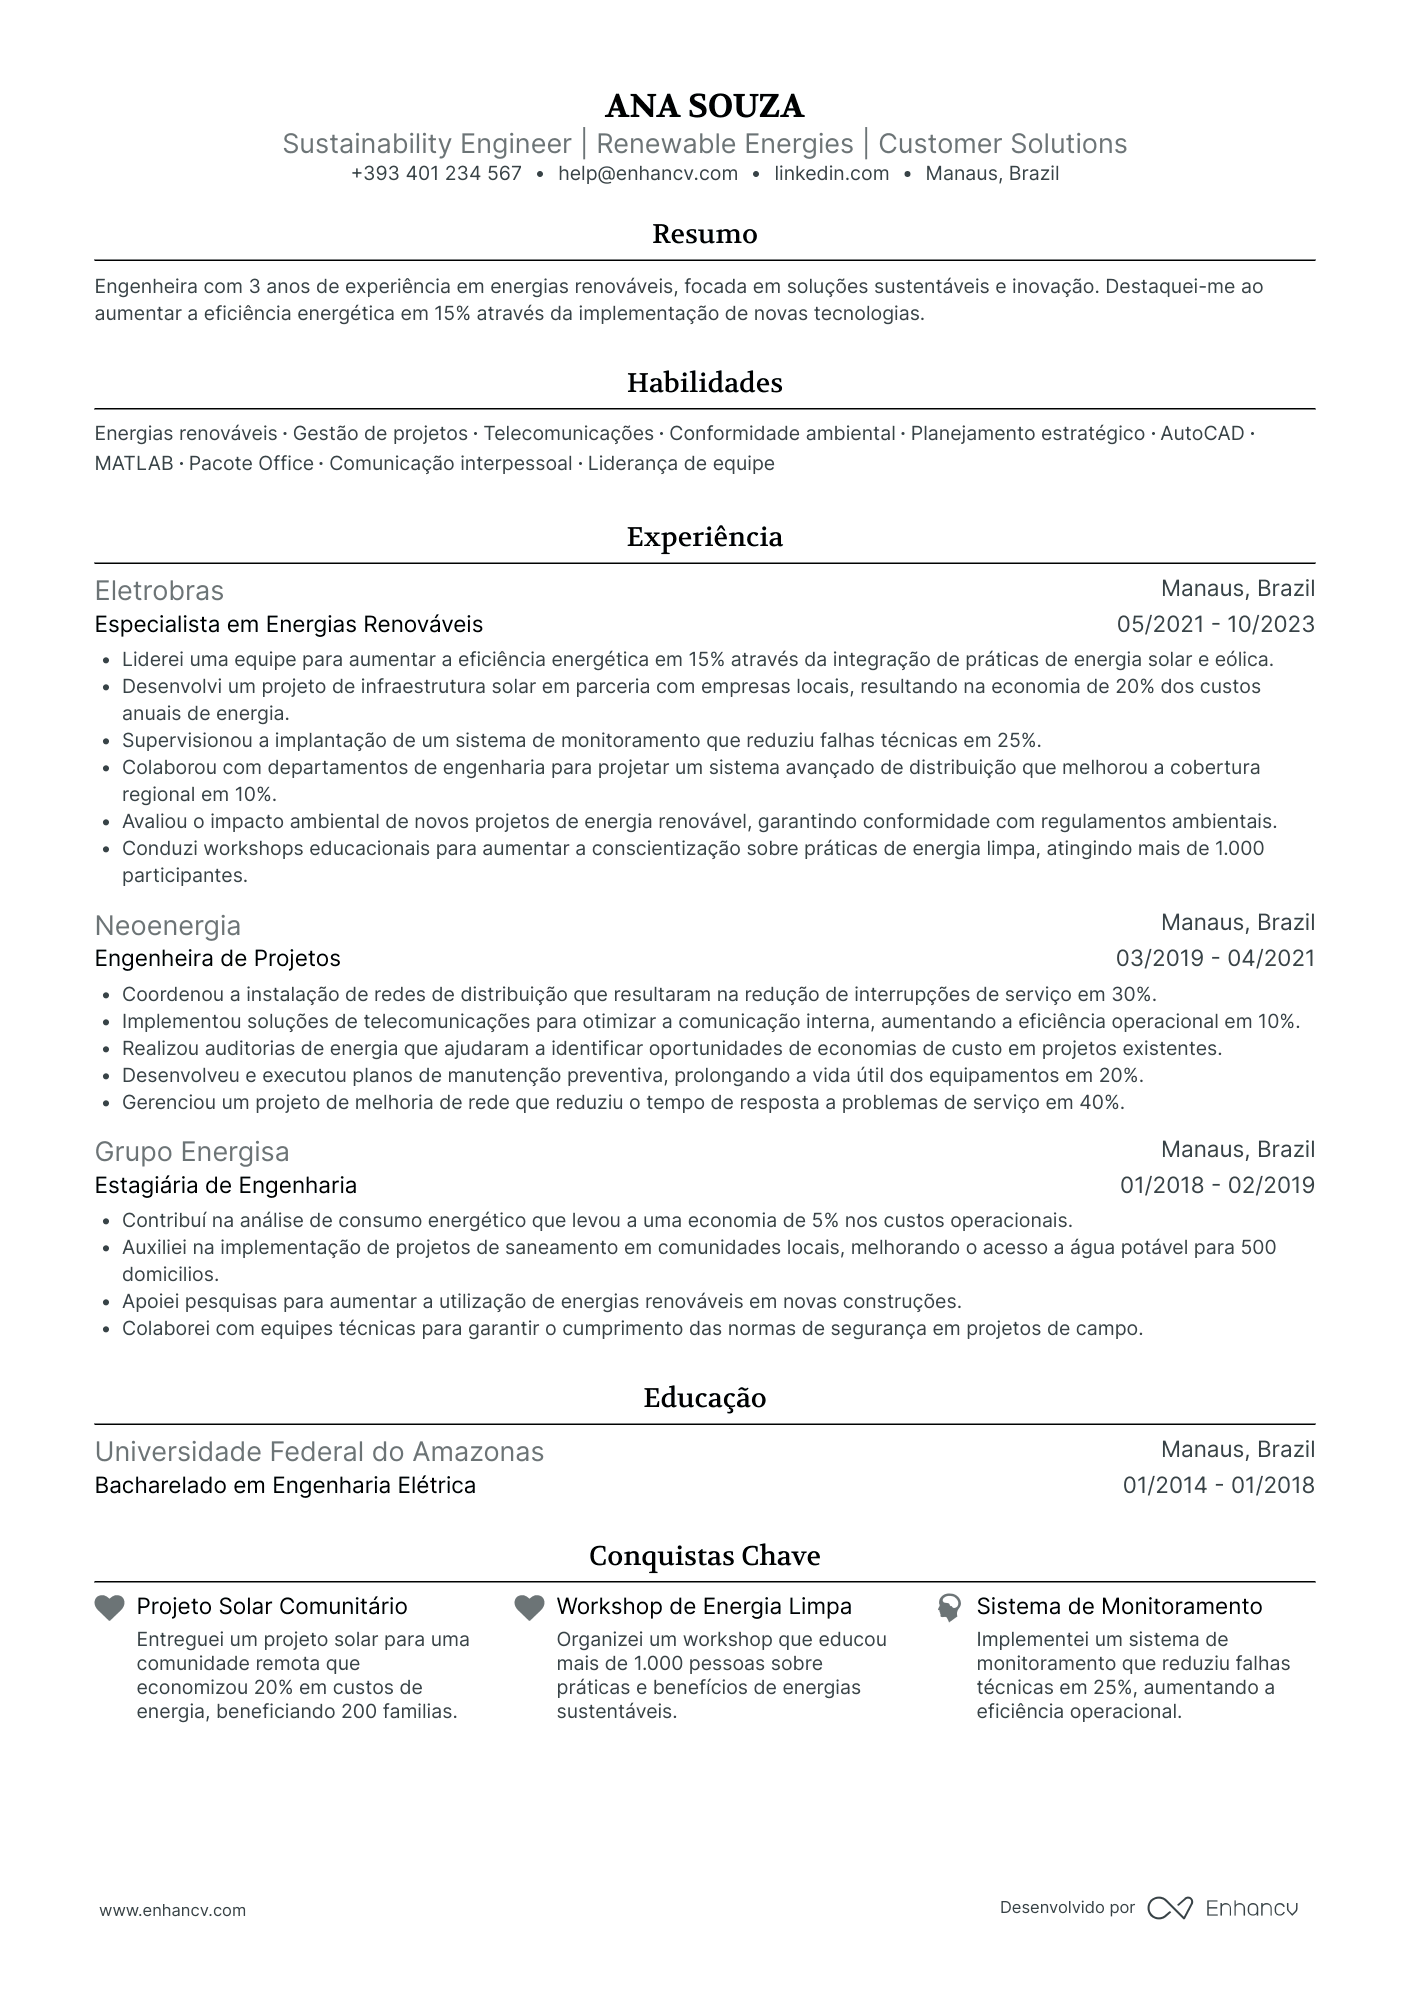 ANA SOUZA
Sustainability Engineer | Renewable Energies | Customer Solutions
+393 401 234 567 • help@enhancv.com • linkedin.com • Manaus, Brazil
Resumo
Engenheira com 3 anos de experiência em energias renováveis, focada em soluções sustentáveis e inovação. Destaquei-me ao
aumentar a eficiência energética em 15% através da implementação de novas tecnologias.
Habilidades
Energias renováveis · Gestão de projetos · Telecomunicações · Conformidade ambiental · Planejamento estratégico · AutoCAD ·
MATLAB · Pacote Office · Comunicação interpessoal · Liderança de equipe
Experiência
Eletrobras Manaus, Brazil
Especialista em Energias Renováveis 05/2021 - 10/2023
• Liderei uma equipe para aumentar a eficiência energética em 15% através da integração de práticas de energia solar e eólica.
• Desenvolvi um projeto de infraestrutura solar em parceria com empresas locais, resultando na economia de 20% dos custos
anuais de energia.
• Supervisionou a implantação de um sistema de monitoramento que reduziu falhas técnicas em 25%.
• Colaborou com departamentos de engenharia para projetar um sistema avançado de distribuição que melhorou a cobertura
regional em 10%.
• Avaliou o impacto ambiental de novos projetos de energia renovável, garantindo conformidade com regulamentos ambientais.
• Conduzi workshops educacionais para aumentar a conscientização sobre práticas de energia limpa, atingindo mais de 1.000
participantes.
Neoenergia Manaus, Brazil
Engenheira de Projetos 03/2019 - 04/2021
• Coordenou a instalação de redes de distribuição que resultaram na redução de interrupções de serviço em 30%.
• Implementou soluções de telecomunicações para otimizar a comunicação interna, aumentando a eficiência operacional em 10%.
• Realizou auditorias de energia que ajudaram a identificar oportunidades de economias de custo em projetos existentes.
• Desenvolveu e executou planos de manutenção preventiva, prolongando a vida útil dos equipamentos em 20%.
• Gerenciou um projeto de melhoria de rede que reduziu o tempo de resposta a problemas de serviço em 40%.
Grupo Energisa Manaus, Brazil
Estagiária de Engenharia 01/2018 - 02/2019
• Contribuí na análise de consumo energético que levou a uma economia de 5% nos custos operacionais.
• Auxiliei na implementação de projetos de saneamento em comunidades locais, melhorando o acesso a água potável para 500
domicilios.
• Apoiei pesquisas para aumentar a utilização de energias renováveis em novas construções.
• Colaborei com equipes técnicas para garantir o cumprimento das normas de segurança em projetos de campo.
Educação
Universidade Federal do Amazonas Manaus, Brazil
Bacharelado em Engenharia Elétrica 01/2014 - 01/2018
Conquistas Chave
Projeto Solar Comunitário
Entreguei um projeto solar para uma
comunidade remota que
economizou 20% em custos de
energia, beneficiando 200 familias.
Workshop de Energia Limpa
Organizei um workshop que educou
mais de 1.000 pessoas sobre
práticas e benefícios de energias
sustentáveis.
Sistema de Monitoramento
Implementei um sistema de
monitoramento que reduziu falhas
técnicas em 25%, aumentando a
eficiência operacional.
www.enhancv.com
Desenvolvido por Enhancv